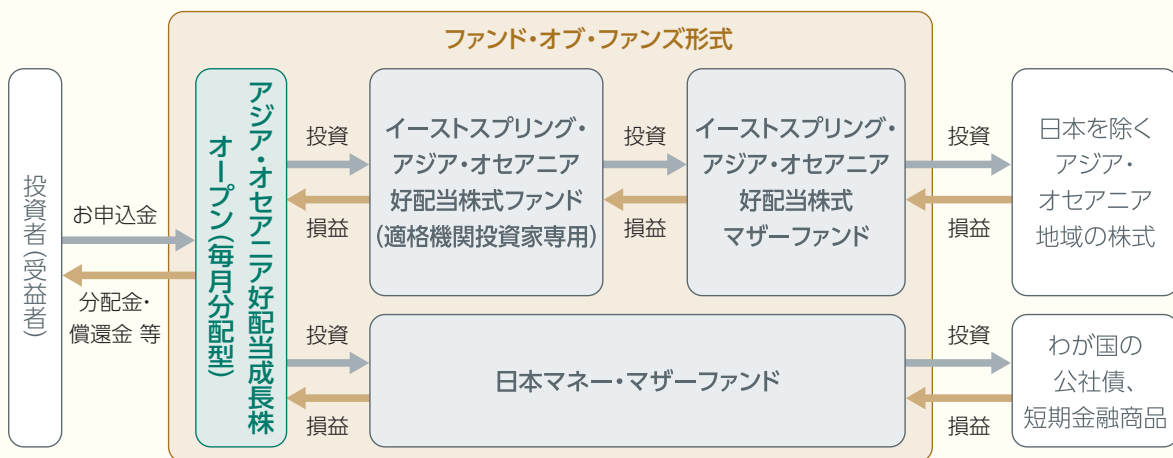 ファンド・オブ・ファンズ形式
投資者(受益者)
お申込金
分配金・
償還金 等
アジア・オセアニア好配当成長株
オープン(毎月分配型)
投資
損益
イーストスプリング・
アジア・オセアニア
好配当株式ファンド
(適格機関投資家専用)
投資
損益
イーストスプリング・
アジア・オセアニア
好配当株式
マザーファンド
投資
損益
日本を除く
アジア・
オセアニア
地域の株式
投資
損益
日本マネー・マザーファンド
投資
損益
わが国の
公社債、
短期金融商品